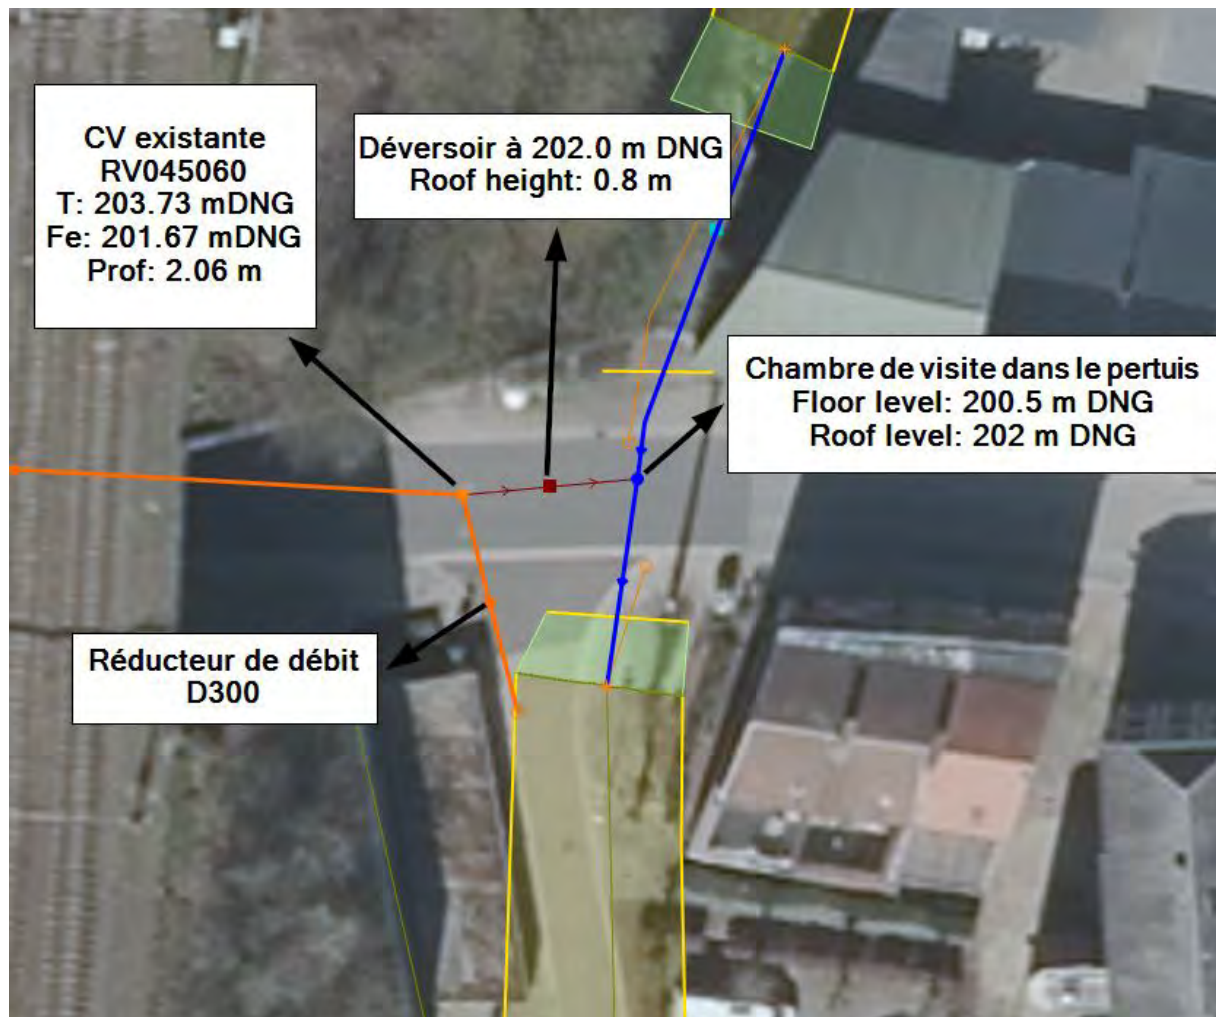 CV existante
RV045060
T: 203.73 mDNG
Fe: 201.67 mDNG
Prof: 2.06 m
Déversoir à 202.0 m DNG
Roof height: 0.8 m
Chambre de visite dans le pertuis
Floor level: 200.5 m DNG
Roof level: 202 m DNG
Réducteur de débit
D300